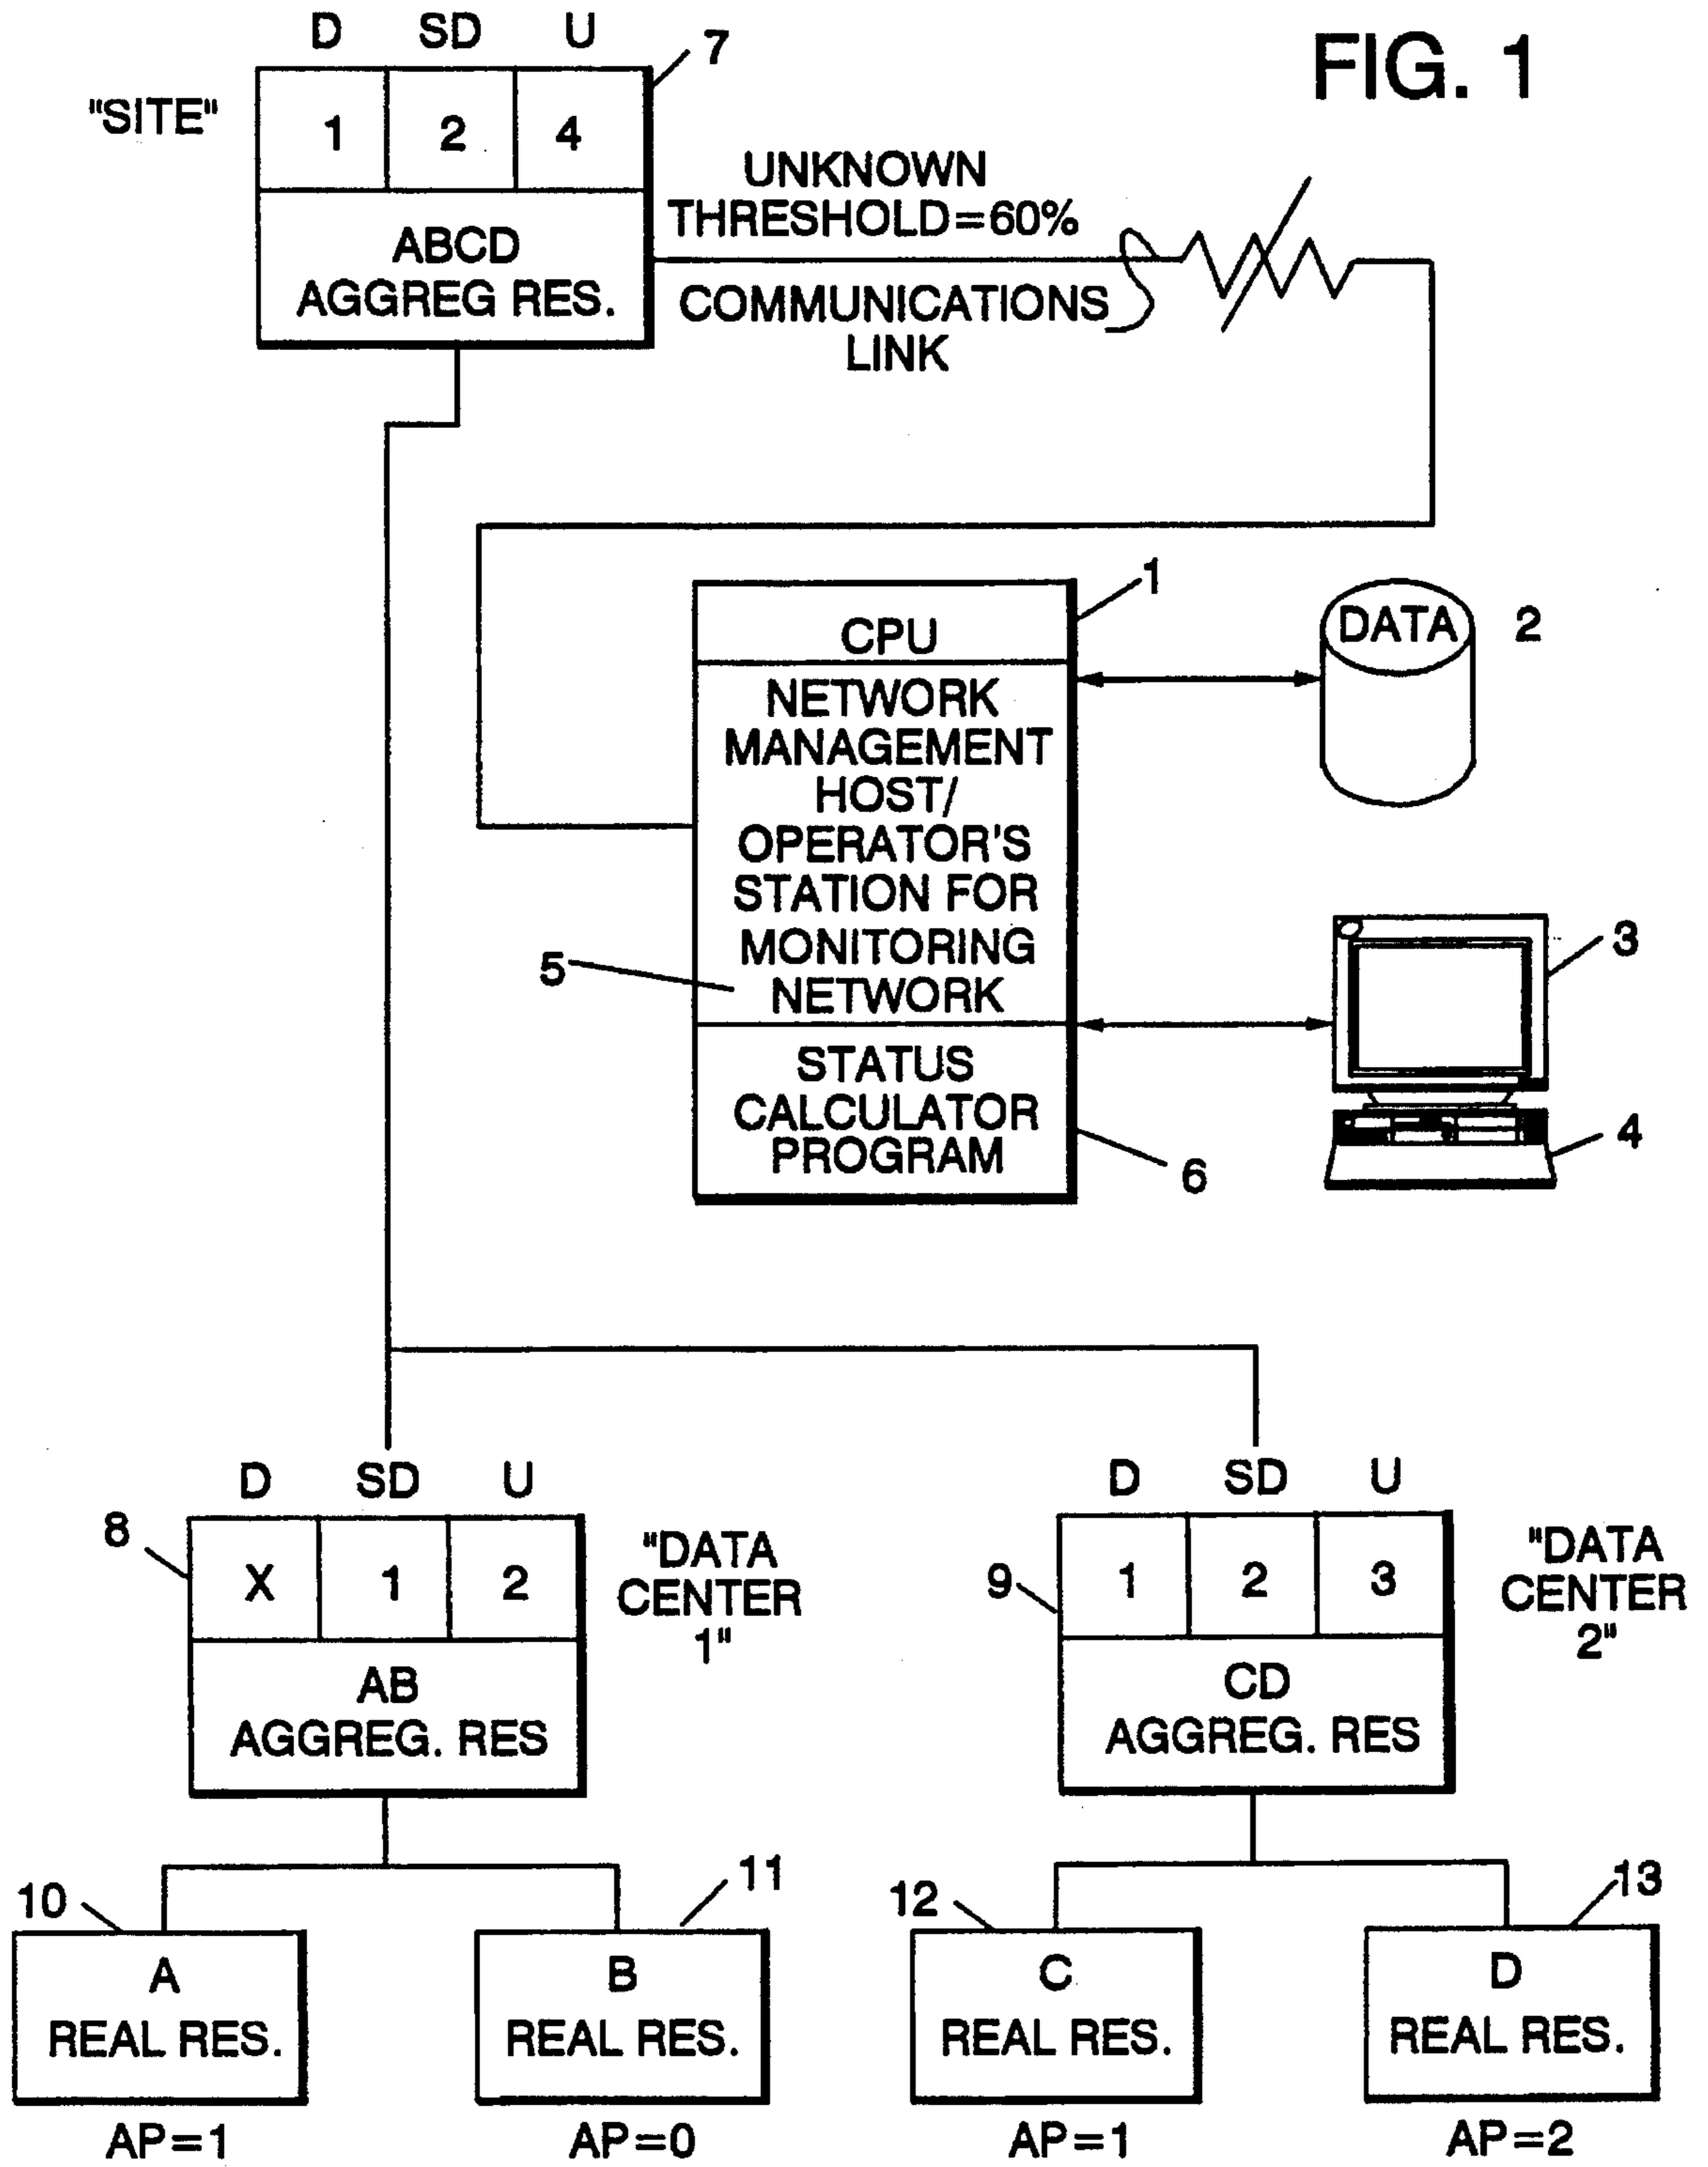 FIG. 1
D SD U
7
"SITE"
1 2 4
ABCD
AGGREG RES.
UNKNOWN
THRESHOLD=60%
COMMUNICATIONS
LINK
1
CPU
NETWORK
MANAGEMENT
HOST/
OPERATOR'S
STATION FOR
MONITORING
NETWORK
5
STATUS
CALCULATOR
PROGRAM
6
DATA
2
3
4
D SD U
8
X 1 2
"DATA
CENTER
1"
AB
AGGREG. RES
D SD U
9
1 2 3
"DATA
CENTER
2"
CD
AGGREG. RES
10
A
REAL RES.
AP=1
11
B
REAL RES.
AP=0
12
C
REAL RES.
AP=1
13
D
REAL RES.
AP=2